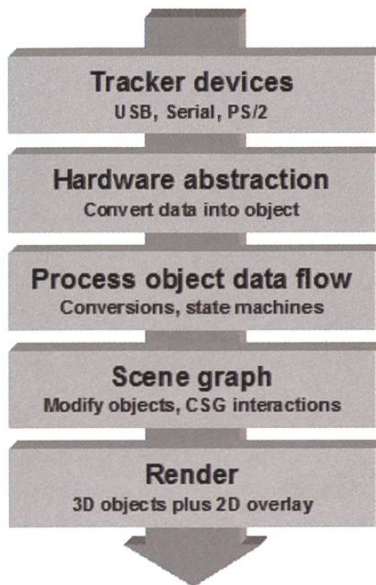 Tracker devices
USB, Serial, PS/2
Hardware abstraction
Convert data into object
Process object data flow
Conversions, state machines
Scene graph
Modify objects, CSG interactions
Render
3D objects plus 2D overlay